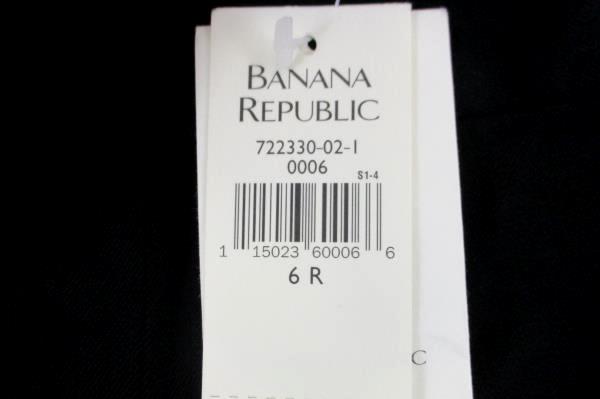 BANANA
REPUBLIC
722330-02-1
0006
S1-4
1 15023 60006 6
6 R
C